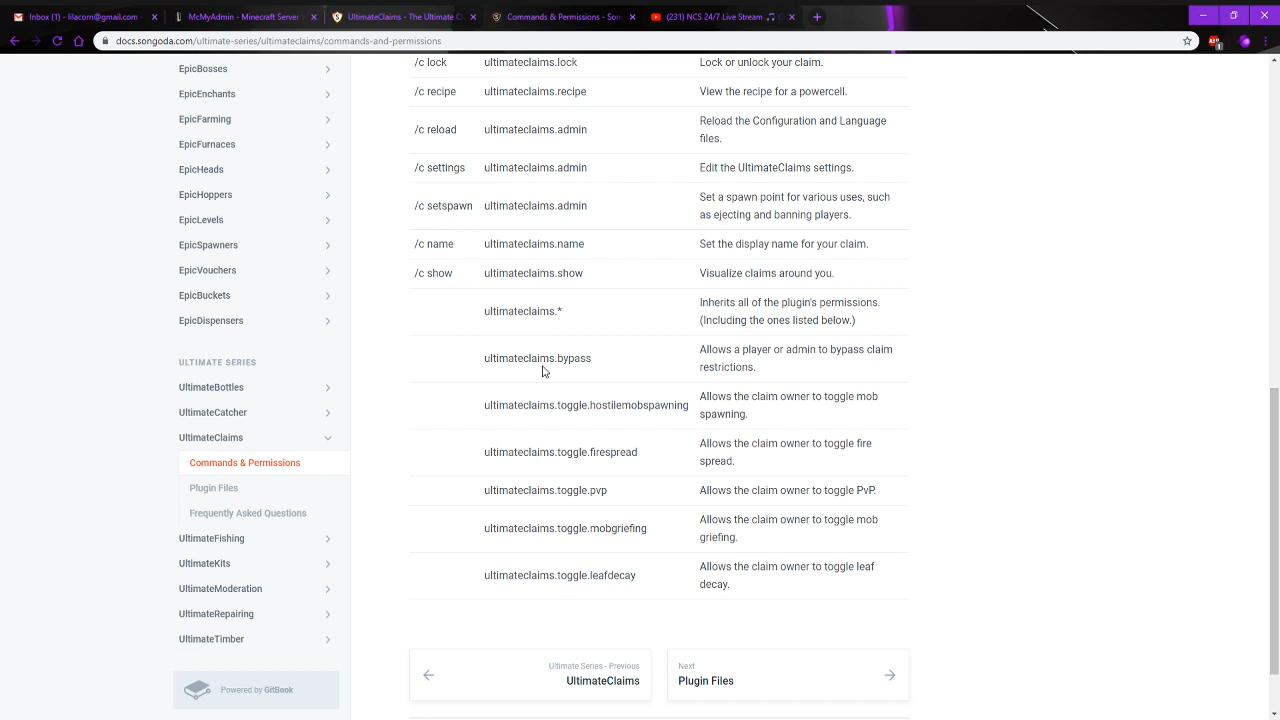 Inbox (1) - lilacorn@gmail.com -
McMyAdmin - Minecraft Server
UltimateClaims - The Ultimate C
Commands & Permissions - Son
(231) NCS 24/7 Live Stream
docs.songoda.com/ultimate-series/ultimateclaims/commands-and-permissions
EpicBosses
EpicEnchants
EpicFarming
EpicFurnaces
EpicHeads
EpicHoppers
EpicLevels
EpicSpawners
EpicVouchers
EpicBuckets
EpicDispensers
ULTIMATE SERIES
UltimateBottles
UltimateCatcher
UltimateClaims
Commands & Permissions
Plugin Files
Frequently Asked Questions
UltimateFishing
UltimateKits
UltimateModeration
UltimateRepairing
UltimateTimber
Powered by GitBook
/c lock ultimateclaims.lock Lock or unlock your claim.
/c recipe ultimateclaims.recipe View the recipe for a powercell.
/c reload ultimateclaims.admin Reload the Configuration and Language
files.
/c settings ultimateclaims.admin Edit the UltimateClaims settings.
/c setspawn ultimateclaims.admin Set a spawn point for various uses, such
as ejecting and banning players.
/c name ultimateclaims.name Set the display name for your claim.
/c show ultimateclaims.show Visualize claims around you.
ultimateclaims.* Inherits all of the plugin's permissions.
(Including the ones listed below.)
ultimateclaims.bypass Allows a player or admin to bypass claim
restrictions.
ultimateclaims.toggle.hostilemobspawning Allows the claim owner to toggle mob
spawning.
ultimateclaims.toggle.firespread Allows the claim owner to toggle fire
spread.
ultimateclaims.toggle.pvp Allows the claim owner to toggle PvP.
ultimateclaims.toggle.mobgriefing Allows the claim owner to toggle mob
griefing.
ultimateclaims.toggle.leafdecay Allows the claim owner to toggle leaf
decay.
Ultimate Series - Previous
UltimateClaims
Next
Plugin Files